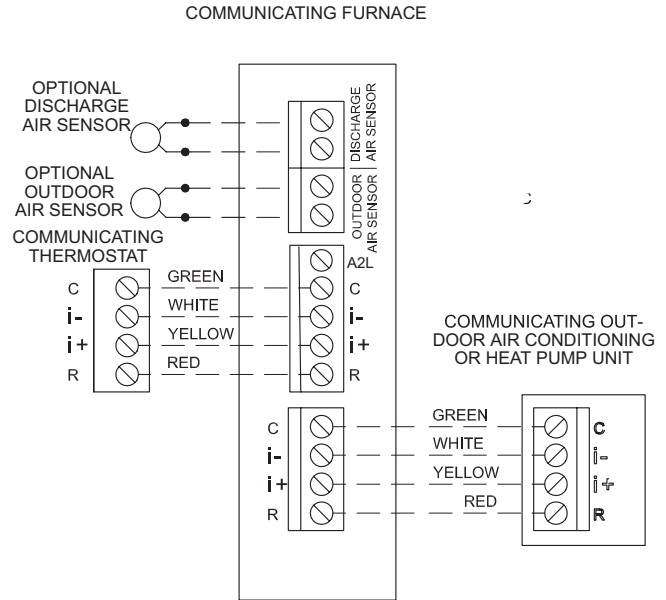 COMMUNICATING FURNACE
OPTIONAL
DISCHARGE
AIR SENSOR
DISCHARGE
AIR SENSOR
OPTIONAL
OUTDOOR
AIR SENSOR
OUTDOOR
AIR SENSOR
COMMUNICATING
THERMOSTAT
A2L
C GREEN C
i- WHITE i-
i+ YELLOW i+
R RED R
COMMUNICATING OUT-
DOOR AIR CONDITIONING
OR HEAT PUMP UNIT
C GREEN C
i- WHITE i-
i+ YELLOW i+
R RED R